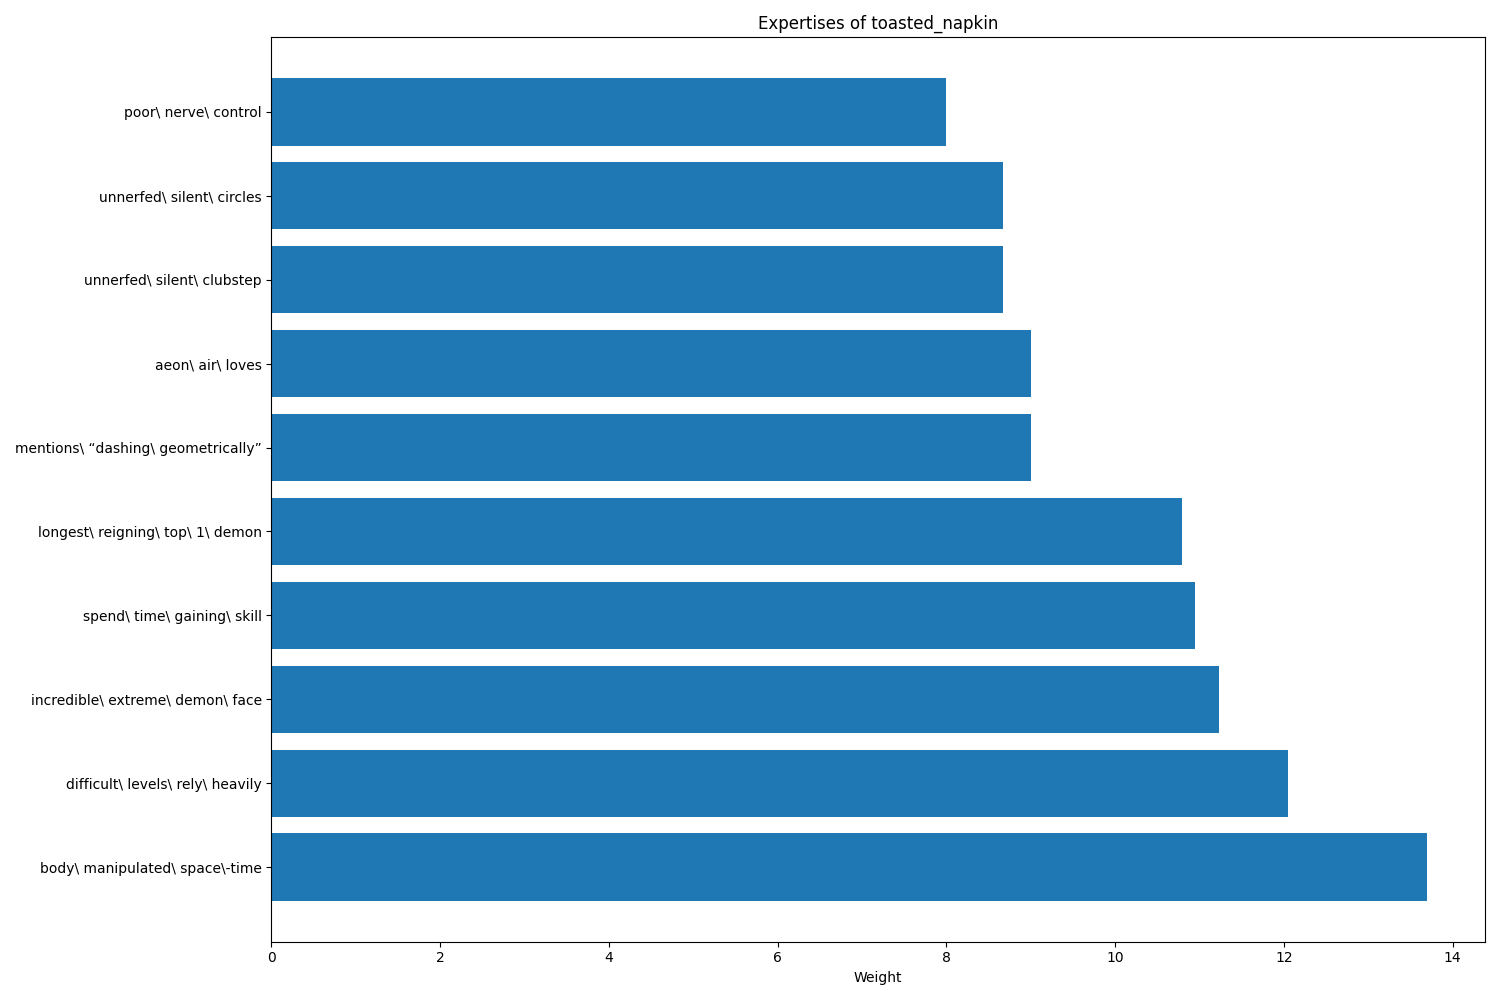 Expertises of toasted_napkin
poor\ nerve\ control
unnerfed\ silent\ circles
unnerfed\ silent\ clubstep
aeon\ air\ loves
mentions\ “dashing\ geometrically”
longest\ reigning\ top\ 1\ demon
spend\ time\ gaining\ skill
incredible\ extreme\ demon\ face
difficult\ levels\ rely\ heavily
body\ manipulated\ space\-time
0 2 4 6 8 10 12 14
Weight